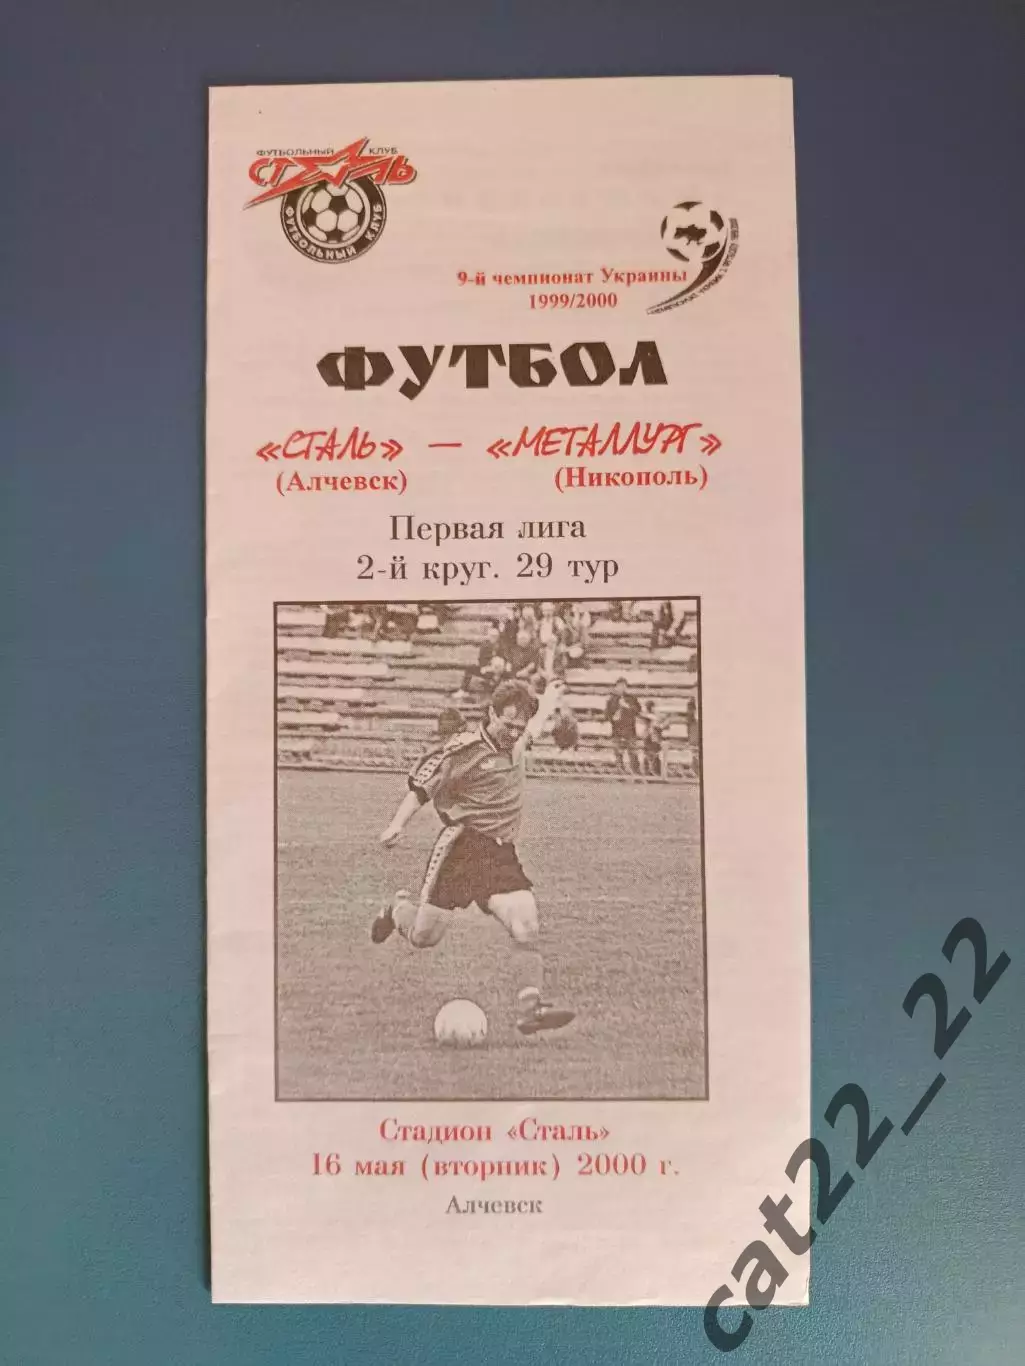 ФУТБОЛЬНЫЙ КЛУБ
СТАЛЬ
ФУТБОЛЬНЫЙ КЛУБ
9-й чемпионат Украины
1999/2000
ФУТБОЛ
«СТАЛЬ» — «МЕТАЛЛУРГ»
(Алчевск) (Никополь)
Первая лига
2-й круг. 29 тур
Стадион «Сталь»
16 мая (вторник) 2000 г.
Алчевск
cat22_22